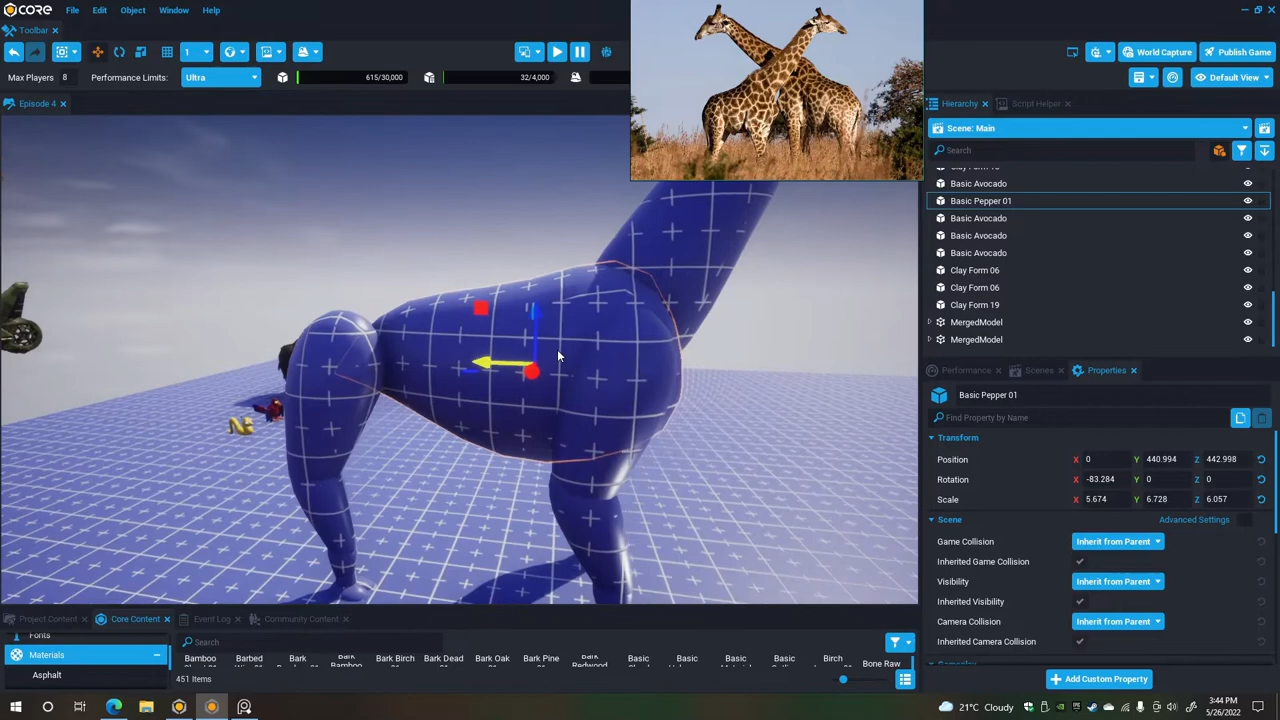 CORE File Edit Object Window Help
Toolbar
1 World Capture Publish Game
Max Players 8 Performance Limits: Ultra 615/30,000 32/4,000 Default View
Episode 4 Hierarchy Script Helper
Scene: Main
Search
Basic Avocado
Basic Pepper 01
Basic Avocado
Basic Avocado
Basic Avocado
Clay Form 06
Clay Form 06
Clay Form 19
MergedModel
MergedModel
Performance Scenes Properties
Basic Pepper 01
Find Property by Name
Transform
Position X 0 Y 440.994 Z 442.998
Rotation X -83.284 Y 0 Z 0
Scale X 5.674 Y 6.728 Z 6.057
Scene Advanced Settings
Game Collision Inherit from Parent
Inherited Game Collision
Visibility Inherit from Parent
Inherited Visibility
Camera Collision Inherit from Parent
Inherited Camera Collision
Add Custom Property
Project Content Core Content Event Log Community Content
Fonts Search
Materials
Asphalt
Bamboo Barbed Bark Bark Bark Birch Bark Dead Bark Oak Bark Pine Bark Redwood Basic Basic Basic Basic Birch Bone Raw
451 Items
21°C Cloudy 3:44 PM
5/26/2022